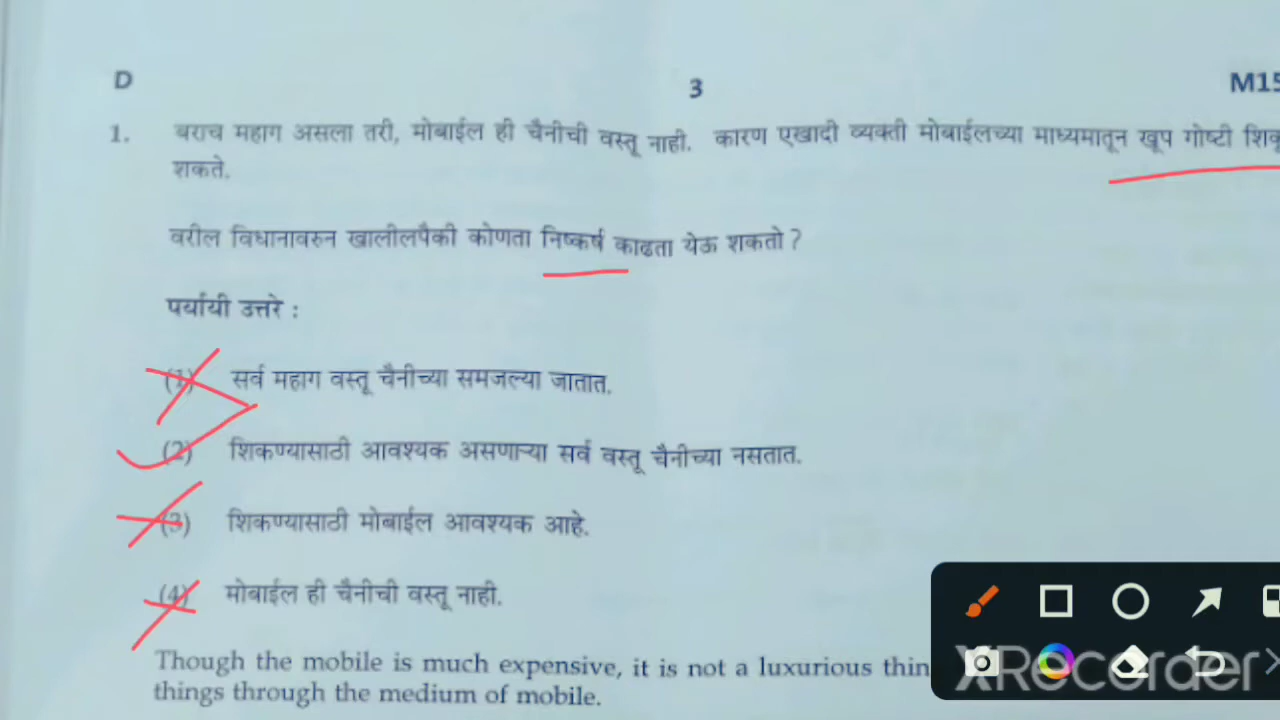 D
3
M15
1. बराच महाग असला तरी, मोबाईल ही चैनीची वस्तू नाही. कारण एखादी व्यक्ती मोबाईलच्या माध्यमातून खूप गोष्टी शिकू
शकते.
वरील विधानावरुन खालीलपैकी कोणता निष्कर्ष काढता येऊ शकतो ?
पर्यायी उत्तरे :
(1) सर्व महाग वस्तू चैनीच्या समजल्या जातात.
(2) शिकण्यासाठी आवश्यक असणाऱ्या सर्व वस्तू चैनीच्या नसतात.
(3) शिकण्यासाठी मोबाईल आवश्यक आहे.
(4) मोबाईल ही चैनीची वस्तू नाही.
Though the mobile is much expensive, it is not a luxurious thin
things through the medium of mobile.
XRecorder